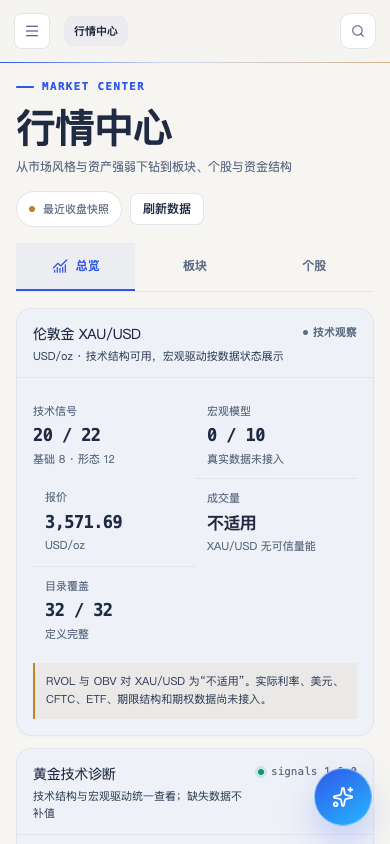 行情中心
MARKET CENTER
行情中心
从市场风格与资产强弱下钻到板块、个股与资金结构
最近收盘快照
刷新数据
总览
板块
个股
伦敦金 XAU/USD
技术观察
USD/oz · 技术结构可用，宏观驱动按数据状态展示
技术信号
20 / 22
基础 8 · 形态 12
宏观模型
0 / 10
真实数据未接入
报价
3,571.69
USD/oz
成交量
不适用
XAU/USD 无可信量能
目录覆盖
32 / 32
定义完整
RVOL 与 OBV 对 XAU/USD 为“不适用”。实际利率、美元、
CFTC、ETF、期限结构和期权数据尚未接入。
黄金技术诊断
signals
技术结构与宏观驱动统一查看；缺失数据不
补值